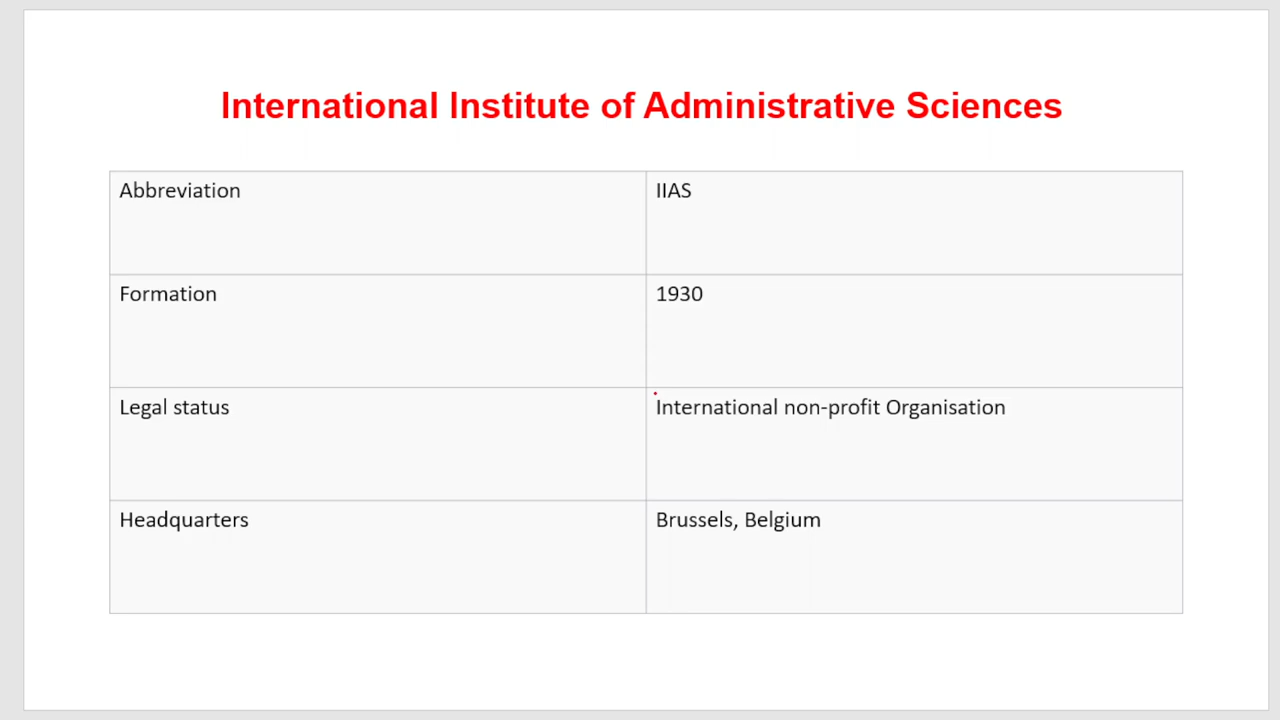 International Institute of Administrative Sciences
Abbreviation
IIAS
Formation
1930
Legal status
International non-profit Organisation
Headquarters
Brussels, Belgium